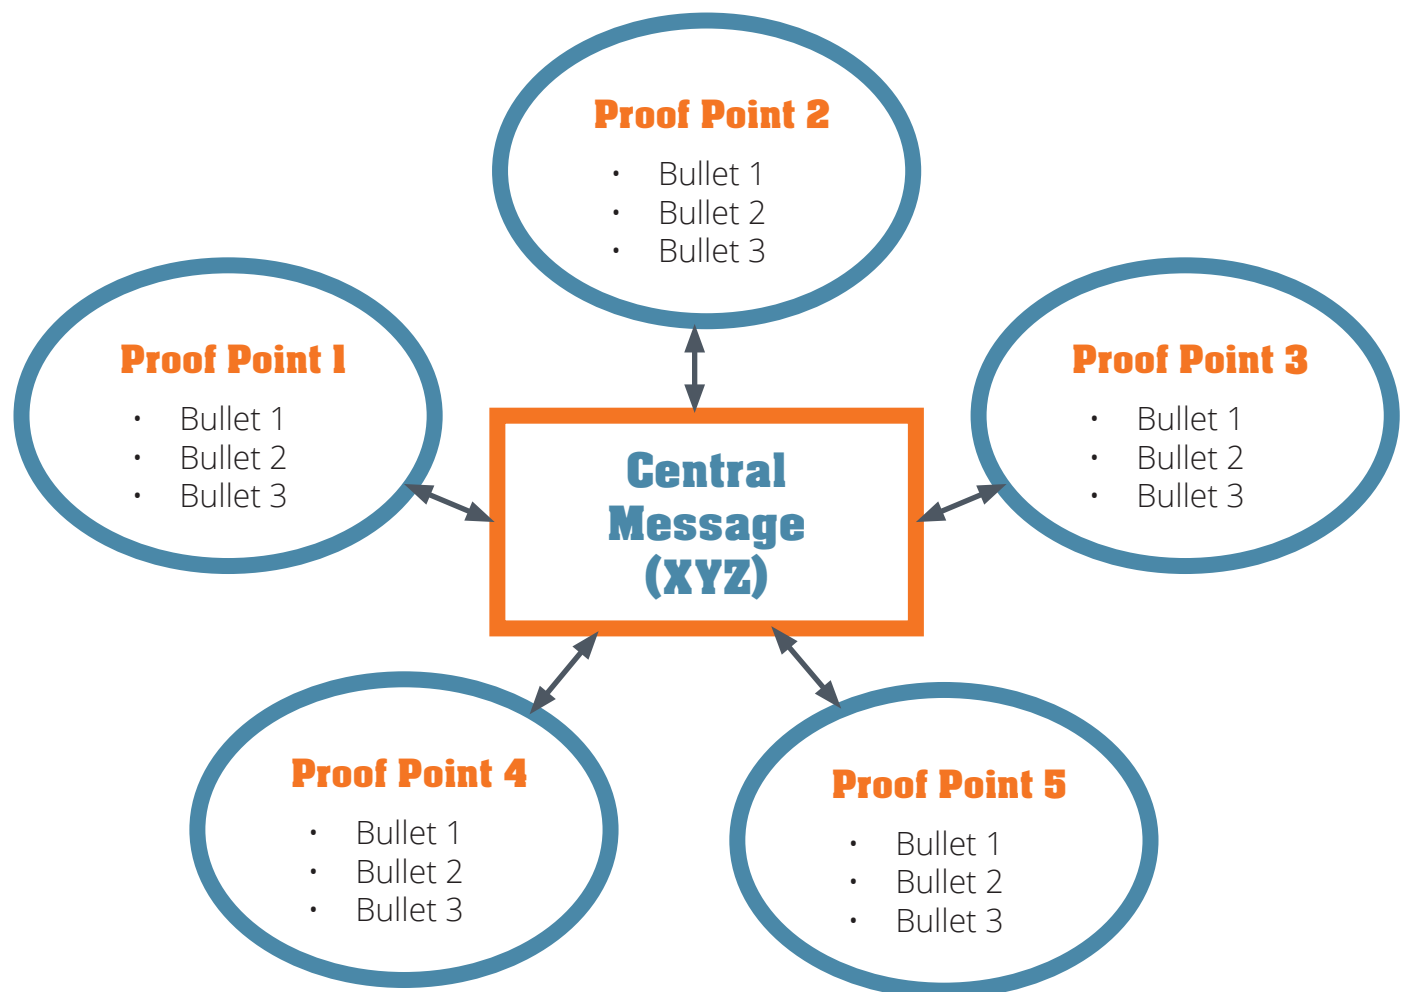 Proof Point 2
• Bullet 1
• Bullet 2
• Bullet 3
Proof Point 1
• Bullet 1
• Bullet 2
• Bullet 3
Proof Point 3
• Bullet 1
• Bullet 2
• Bullet 3
Central
Message
(XYZ)
Proof Point 4
• Bullet 1
• Bullet 2
• Bullet 3
Proof Point 5
• Bullet 1
• Bullet 2
• Bullet 3